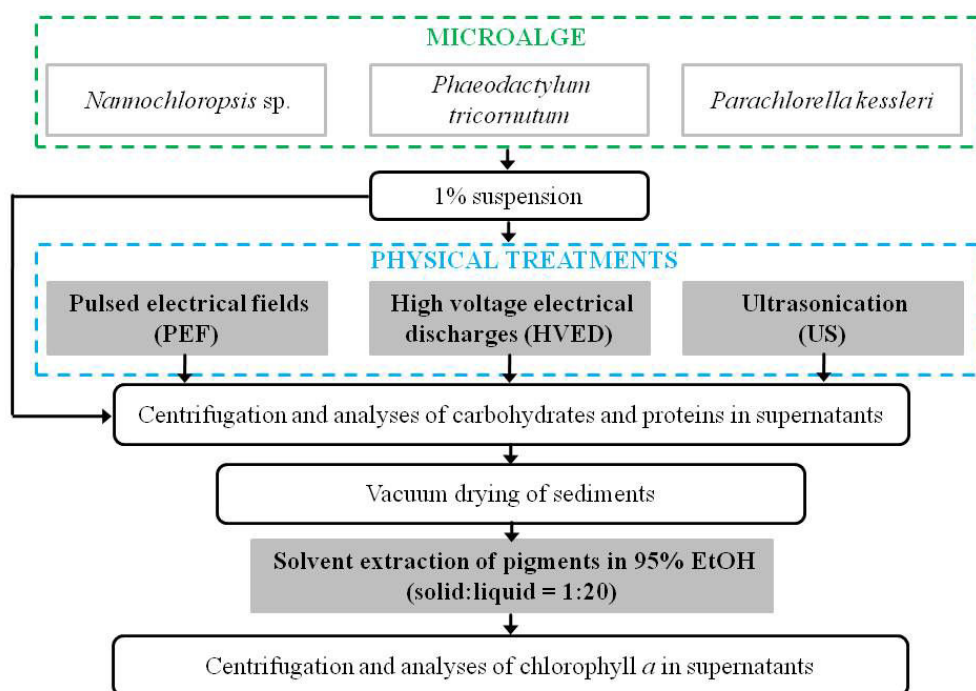 MICROALGE
Nannochloropsis sp.
Phaeodactylum
tricornutum
Parachlorella kessleri
1% suspension
PHYSICAL TREATMENTS
Pulsed electrical fields
(PEF)
High voltage electrical
discharges (HVED)
Ultrasonication
(US)
Centrifugation and analyses of carbohydrates and proteins in supernatants
Vacuum drying of sediments
Solvent extraction of pigments in 95% EtOH
(solid:liquid = 1:20)
Centrifugation and analyses of chlorophyll a in supernatants